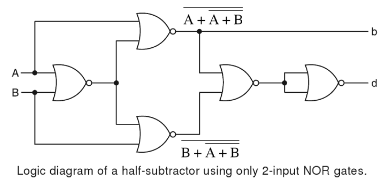 A + A + B
b
A
B
d
B + A + B
Logic diagram of a half-subtractor using only 2-input NOR gates.